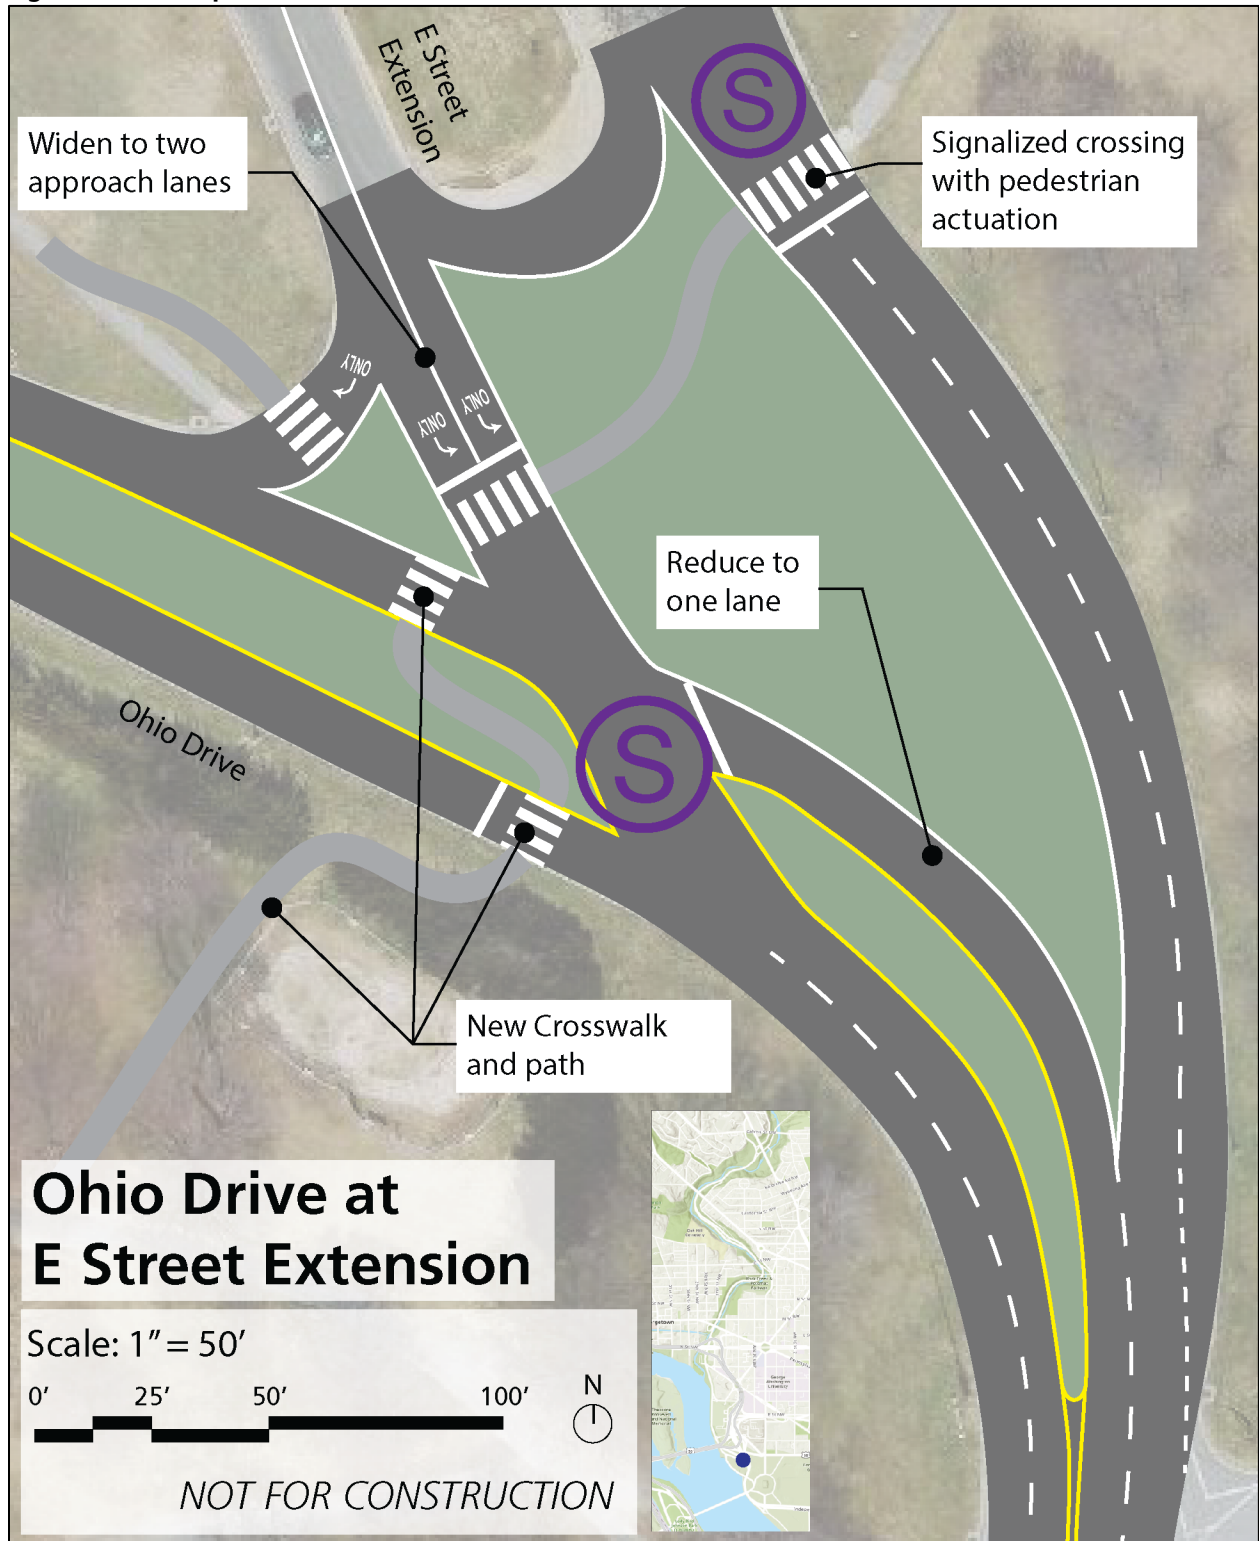 E Street
Extension
Widen to two
approach lanes
S
Signalized crossing
with pedestrian
actuation
ONLY
ONLY
ONLY
Reduce to
one lane
Ohio Drive
S
New Crosswalk
and path
Ohio Drive at
E Street Extension
Scale: 1” = 50’
0’ 25’ 50’ 100’
N
NOT FOR CONSTRUCTION